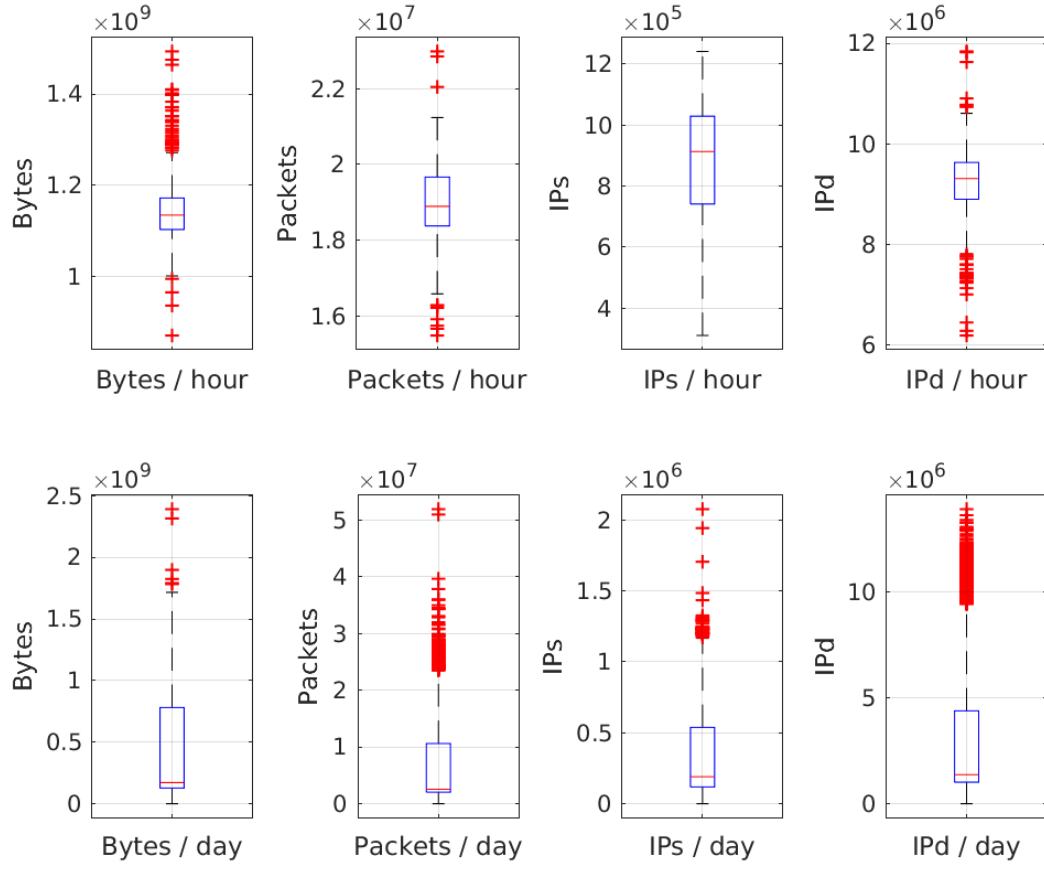 ×10^9
×10^7
×10^5
×10^6
Bytes
1.4
1.2
1
Packets
2.2
2
1.8
1.6
IPs
12
10
8
6
4
IPd
12
10
8
6
Bytes / hour
Packets / hour
IPs / hour
IPd / hour
×10^9
×10^7
×10^6
×10^6
Bytes
2.5
2
1.5
1
0.5
0
Packets
5
4
3
2
1
0
IPs
2
1.5
1
0.5
0
IPd
10
5
0
Bytes / day
Packets / day
IPs / day
IPd / day